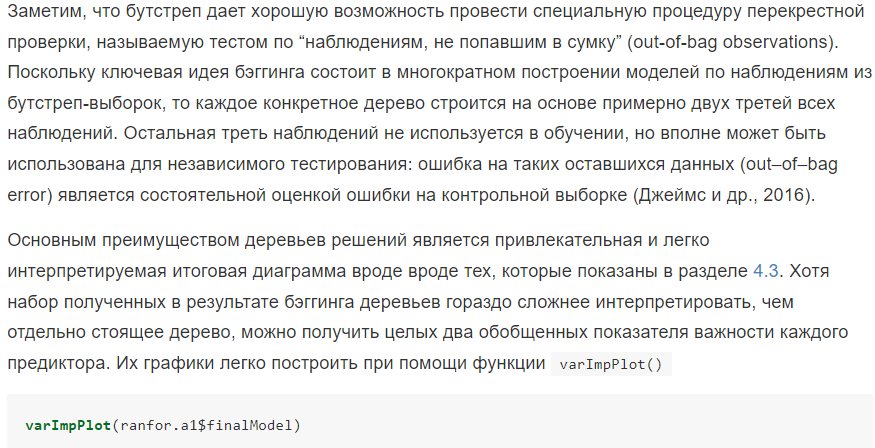 Заметим, что бутстреп дает хорошую возможность провести специальную процедуру перекрестной
проверки, называемую тестом по “наблюдениям, не попавшим в сумку” (out-of-bag observations).
Поскольку ключевая идея бэггинга состоит в многократном построении моделей по наблюдениям из
бутстреп-выборок, то каждое конкретное дерево строится на основе примерно двух третей всех
наблюдений. Остальная треть наблюдений не используется в обучении, но вполне может быть
использована для независимого тестирования: ошибка на таких оставшихся данных (out–of–bag
error) является состоятельной оценкой ошибки на контрольной выборке (Джеймс и др., 2016).
Основным преимуществом деревьев решений является привлекательная и легко
интерпретируемая итоговая диаграмма вроде вроде тех, которые показаны в разделе 4.3. Хотя
набор полученных в результате бэггинга деревьев гораздо сложнее интерпретировать, чем
отдельно стоящее дерево, можно получить целых два обобщенных показателя важности каждого
предиктора. Их графики легко построить при помощи функции varImpPlot()
varImpPlot(ranfor.a1$finalModel)